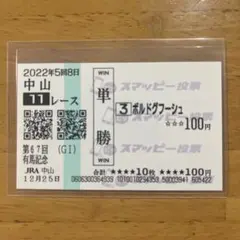 2022年5回8日
中山
11レース
第67回 (GI)
有馬記念
JRA 中山
12月25日
WIN
単勝
WIN
スマッピー投票
3 ボルドグフーシュ
☆☆☆100円
スマッピー投票
合計 ★★★★10枚 ★★★★100円